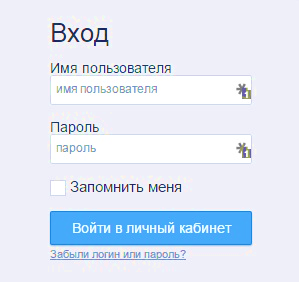 Вход
Имя пользователя
имя пользователя
Пароль
пароль
Запомнить меня
Войти в личный кабинет
Забыли логин или пароль?